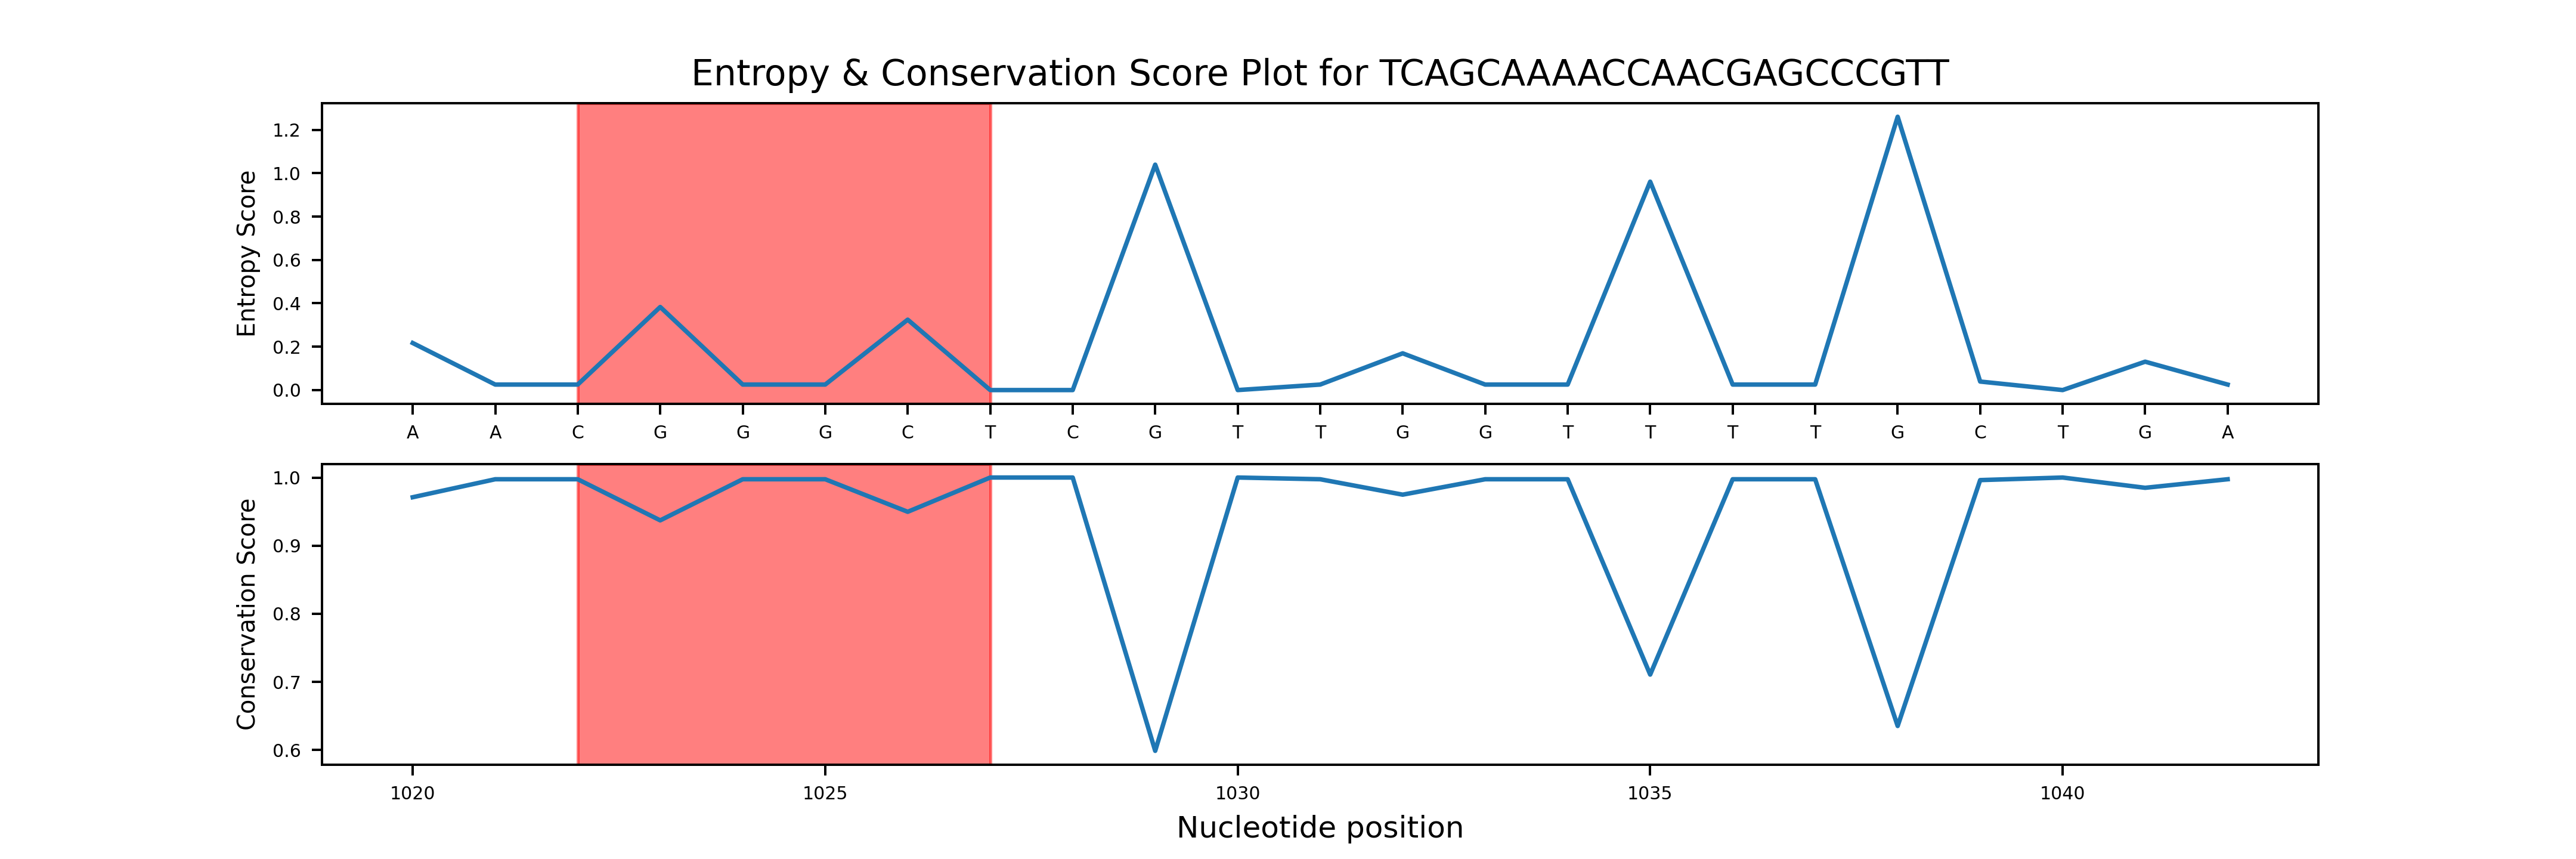 Entropy & Conservation Score Plot for TCAGCAAAACCAACGAGCCCGTT
Entropy Score
1.2
1.0
0.8
0.6
0.4
0.2
0.0
A A C G G G C T C G T T G G T T T T G C T G A
Conservation Score
1.0
0.9
0.8
0.7
0.6
1020 1025 1030 1035 1040
Nucleotide position